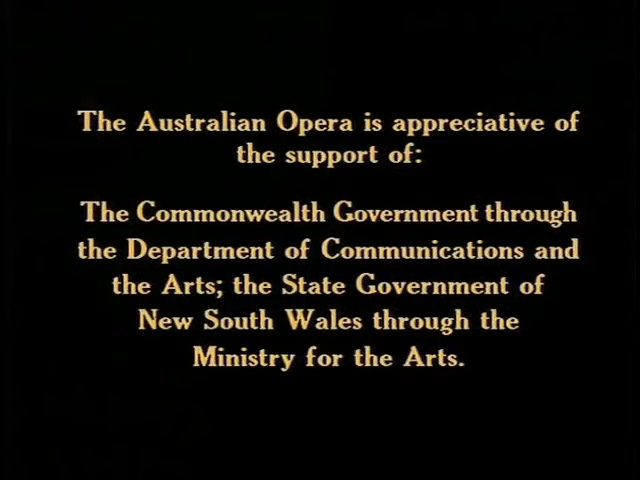 The Australian Opera is appreciative of
the support of:
The Commonwealth Government through
the Department of Communications and
the Arts; the State Government of
New South Wales through the
Ministry for the Arts.